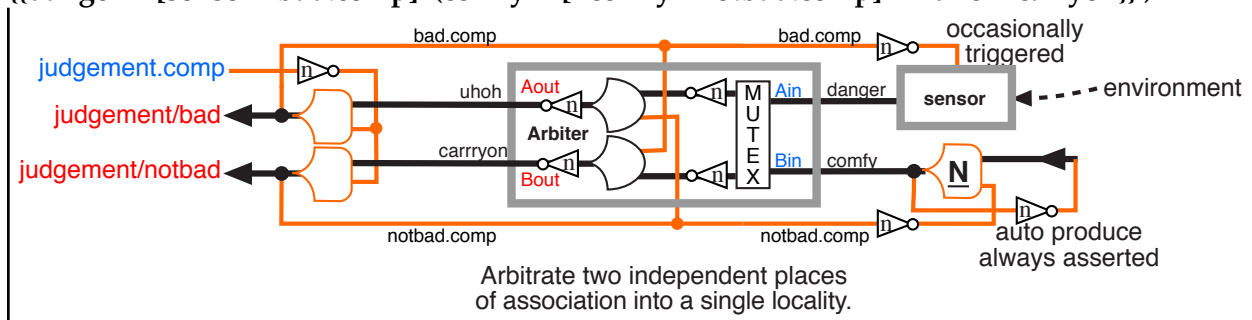 bad.comp
bad.comp
occasionally
triggered
n
n
judgement.comp
uhoh
Aout
n
n
MUTEX
Ain
danger
sensor
environment
judgement/bad
Arbiter
carrryon
judgement/notbad
Bout
n
n
Bin
comfy
N
n
n
notbad.comp
notbad.comp
auto produce
always asserted
Arbitrate two independent places
of association into a single locality.